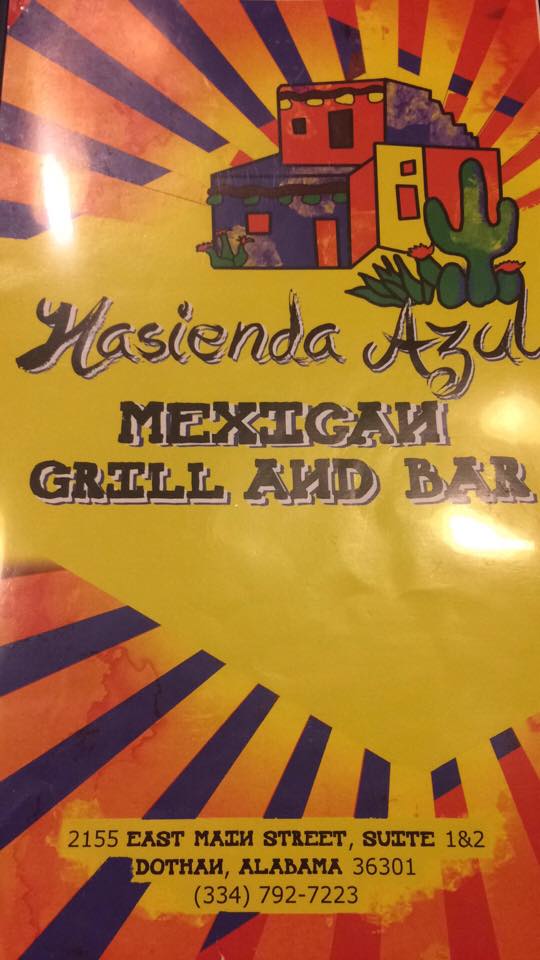 Hasienda Azul
MEXICAN
GRILL AND BAR
2155 EAST MAIN STREET, SUITE 1&2
DOTHAN, ALABAMA 36301
(334) 792-7223